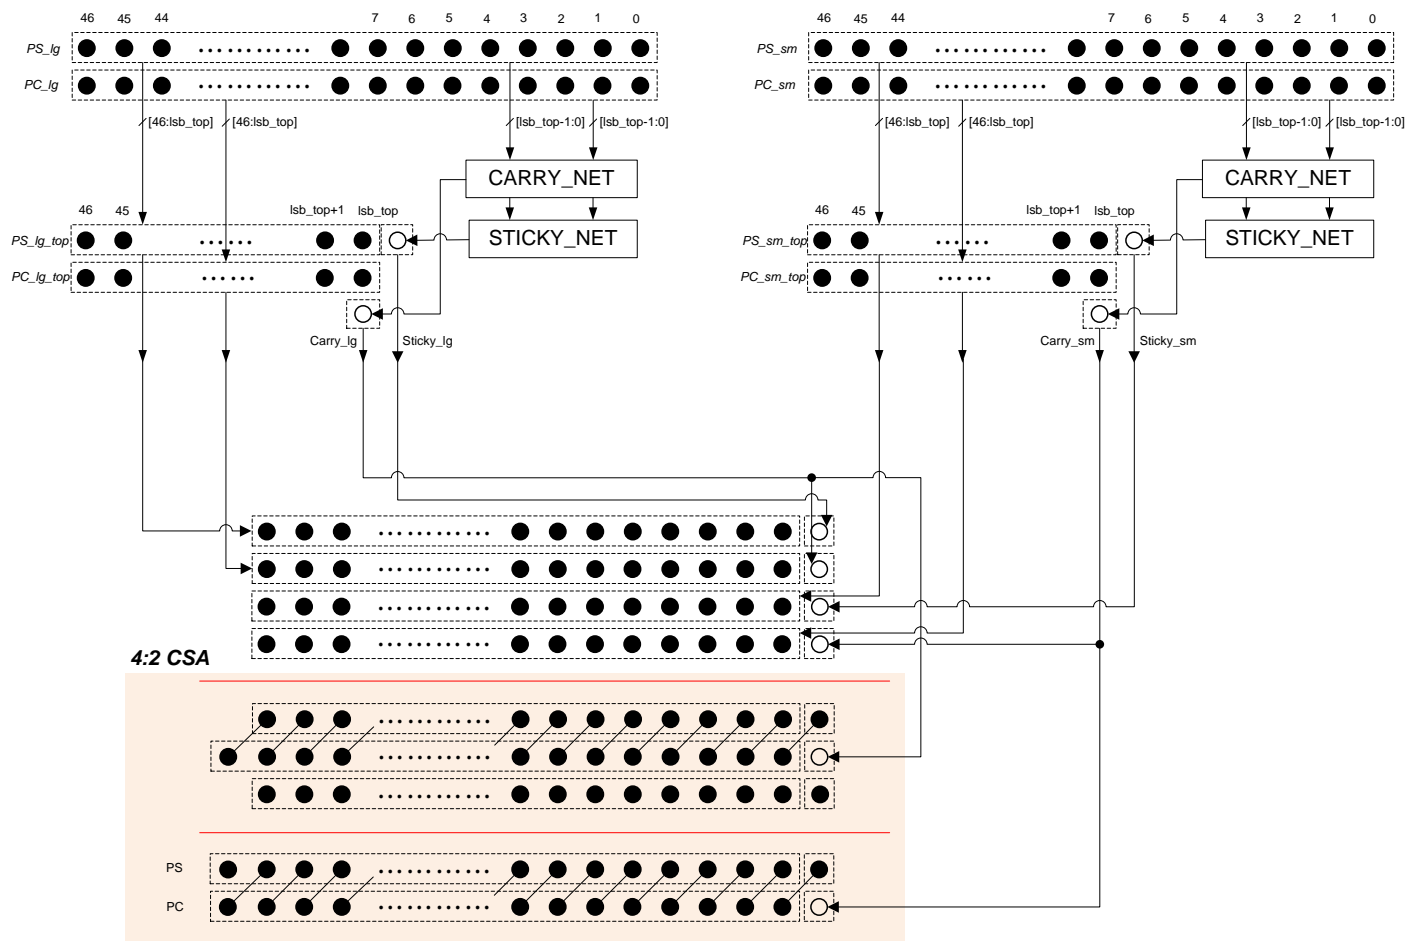 46 45 44 7 6 5 4 3 2 1 0 46 45 44 7 6 5 4 3 2 1 0
PS_lg PS_sm
PC_lg PC_sm
[46:lsb_top] [46:lsb_top] [lsb_top-1:0] [lsb_top-1:0] [46:lsb_top] [46:lsb_top] [lsb_top-1:0] [lsb_top-1:0]
CARRY_NET CARRY_NET
46 45 lsb_top+1 lsb_top 46 45 lsb_top+1 lsb_top
PS_lg_top STICKY_NET PS_sm_top STICKY_NET
PC_lg_top PC_sm_top
Carry_lg Sticky_lg Carry_sm Sticky_sm
4:2 CSA
PS
PC